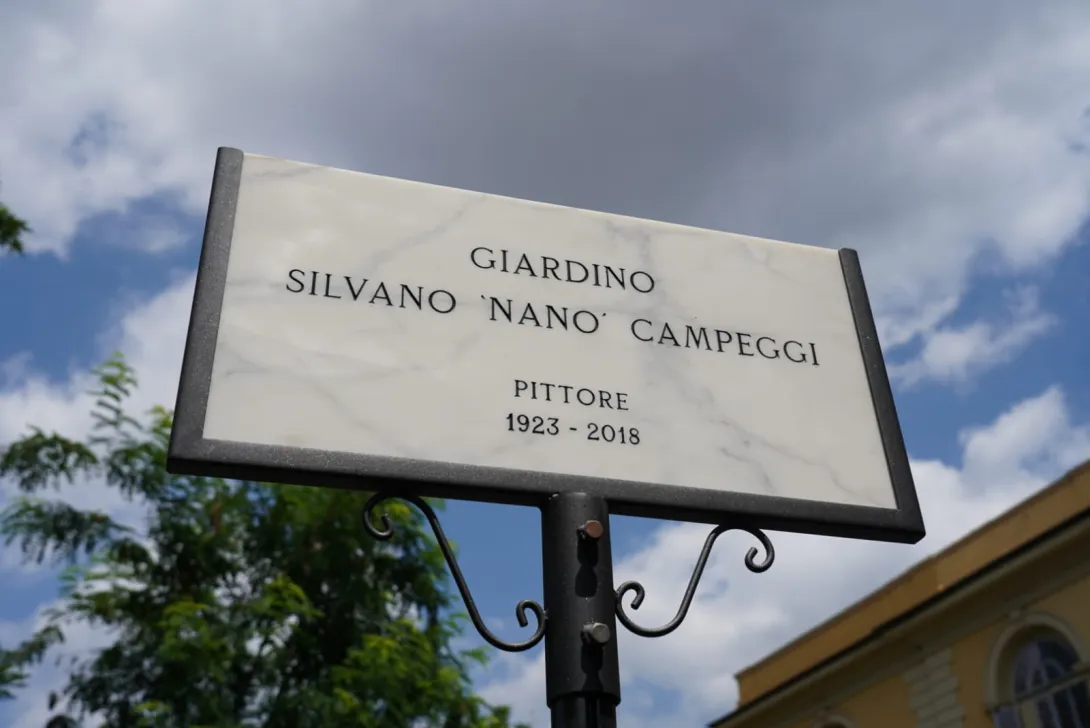 GIARDINO
SILVANO 'NANO' CAMPEGGI
PITTORE
1923 - 2018